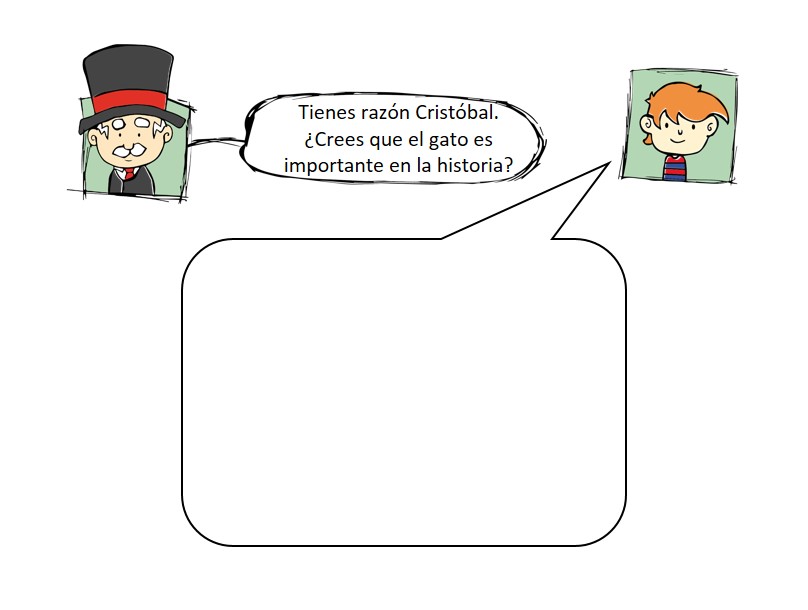 Tienes razón Cristóbal.
¿Crees que el gato es
importante en la historia?